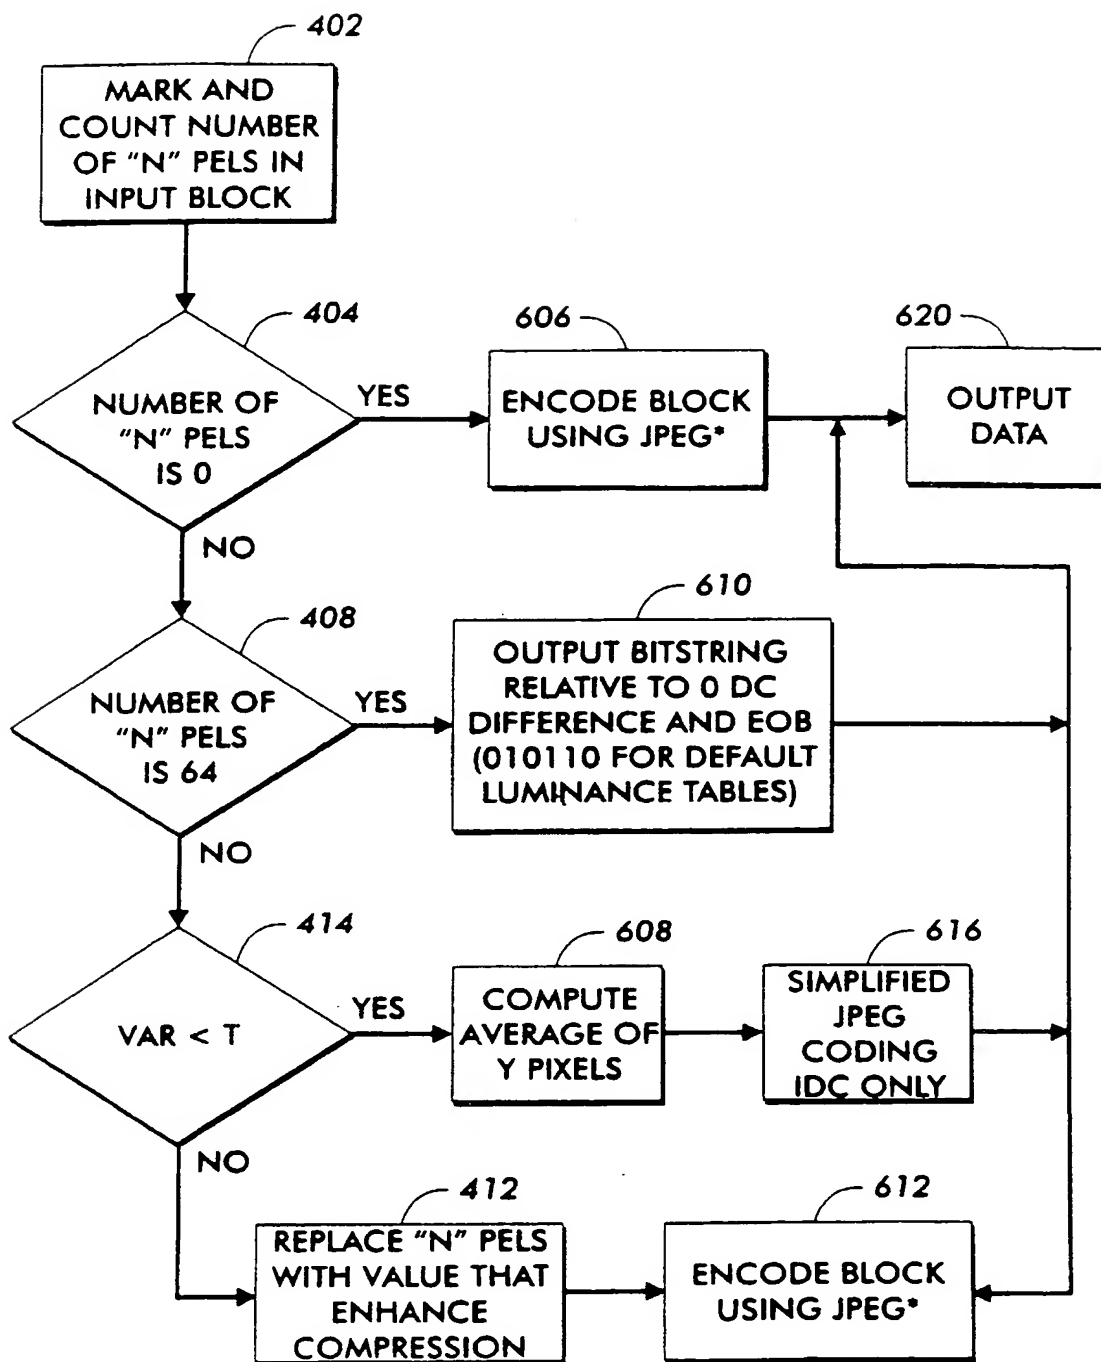 402
MARK AND
COUNT NUMBER
OF "N" PELS IN
INPUT BLOCK
404
NUMBER OF
"N" PELS
IS 0
YES
NO
606
ENCODE BLOCK
USING JPEG*
620
OUTPUT
DATA
408
NUMBER OF
"N" PELS
IS 64
YES
NO
610
OUTPUT BITSTRING
RELATIVE TO 0 DC
DIFFERENCE AND EOB
(010110 FOR DEFAULT
LUMINANCE TABLES)
414
VAR < T
YES
NO
608
COMPUTE
AVERAGE OF
Y PIXELS
616
SIMPLIFIED
JPEG
CODING
IDC ONLY
412
REPLACE "N" PELS
WITH VALUE THAT
ENHANCE
COMPRESSION
612
ENCODE BLOCK
USING JPEG*